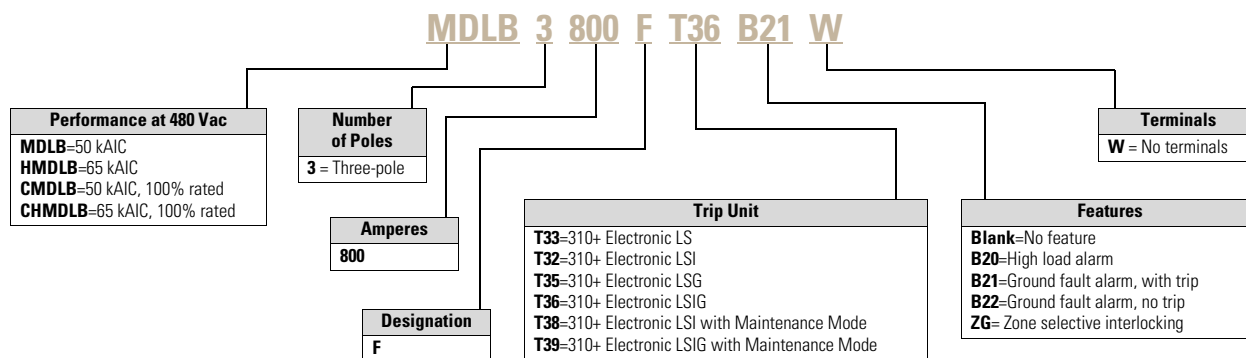 MDLB 3 800 F T36 B21 W
Performance at 480 Vac
MDLB=50 kAIC
HMDLB=65 kAIC
CMDLB=50 kAIC, 100% rated
CHMDLB=65 kAIC, 100% rated
Number
of Poles
3 = Three-pole
Amperes
800
Designation
F
Trip Unit
T33=310+ Electronic LS
T32=310+ Electronic LSI
T35=310+ Electronic LSG
T36=310+ Electronic LSIG
T38=310+ Electronic LSI with Maintenance Mode
T39=310+ Electronic LSIG with Maintenance Mode
Features
Blank=No feature
B20=High load alarm
B21=Ground fault alarm, with trip
B22=Ground fault alarm, no trip
ZG= Zone selective interlocking
Terminals
W = No terminals